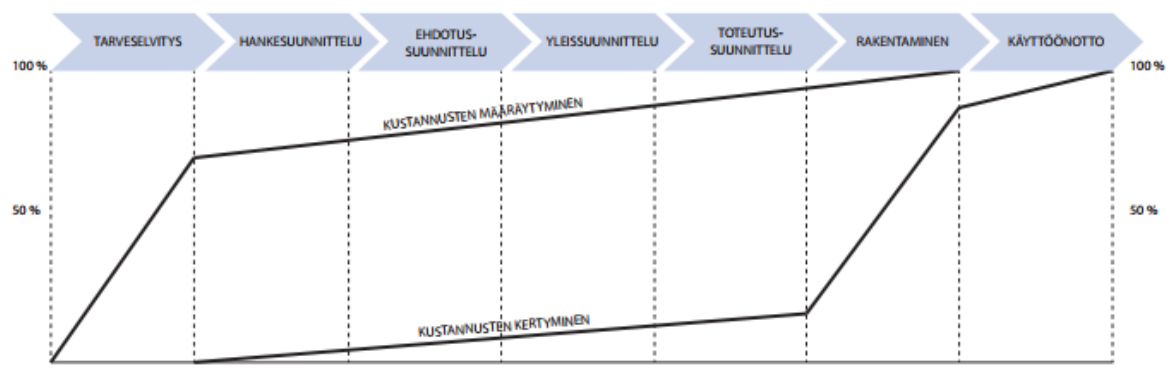 TARVESELVITYS
HANKESUUNNITTELU
EHDOTUS-
SUUNNITTELU
YLEISSUUNNITTELU
TOTEUTUS-
SUUNNITTELU
RAKENTAMINEN
KÄYTTÖÖNOTTO
100 %
100 %
KUSTANNUSTEN MÄÄRÄYTYMINEN
50 %
50 %
KUSTANNUSTEN KERTYMINEN